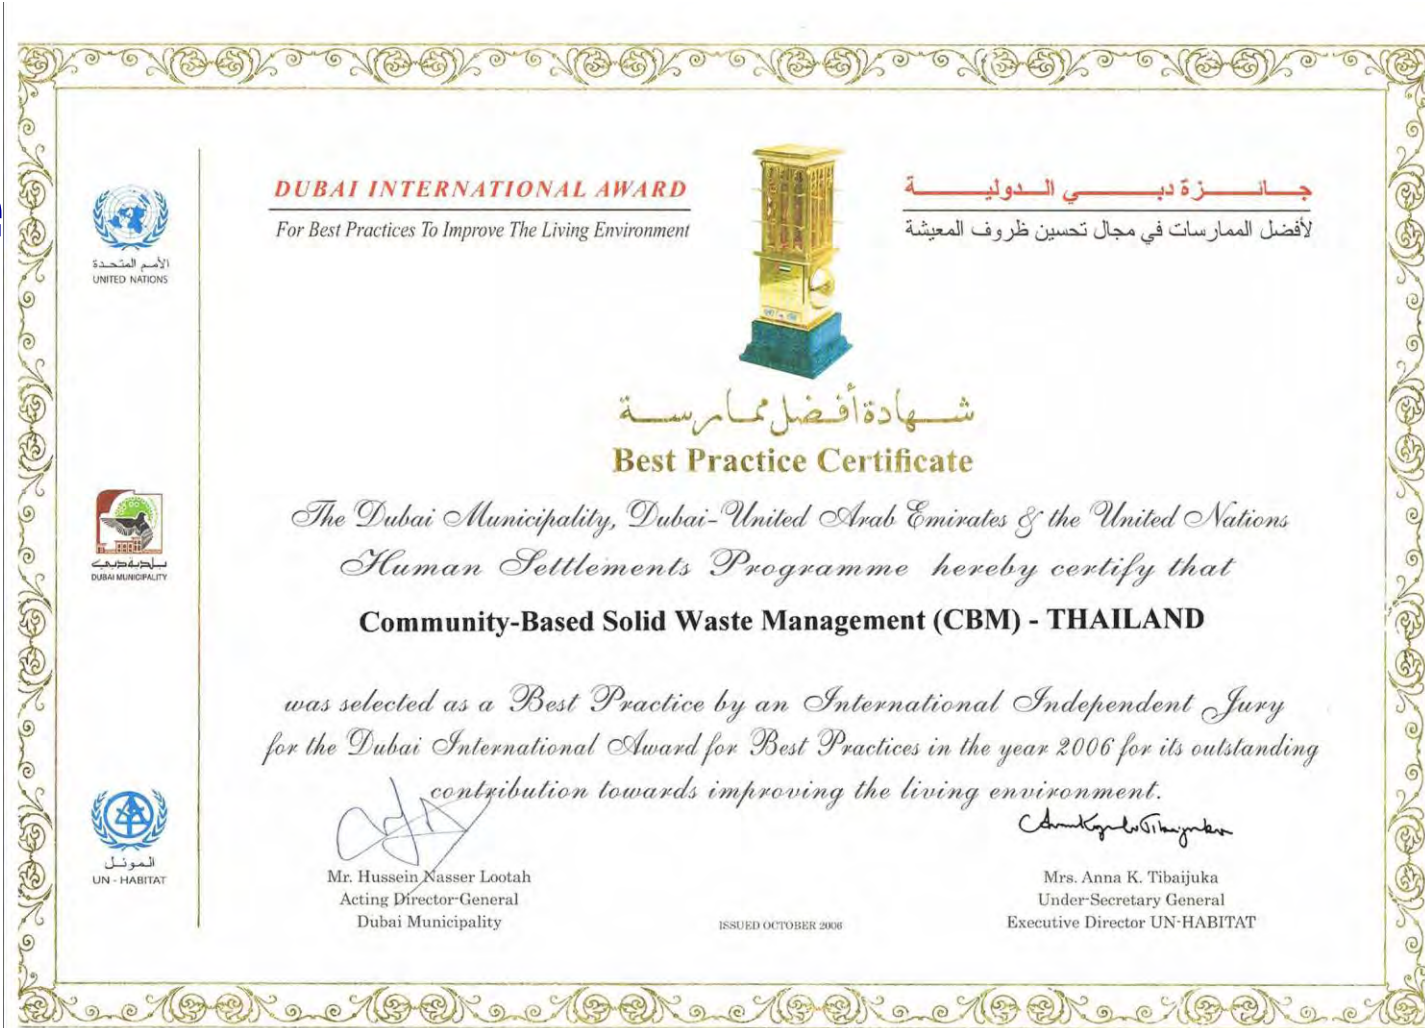 DUBAI INTERNATIONAL AWARD
For Best Practices To Improve The Living Environment
جائزة دبي الدولية
لأفضل الممارسات في مجال تحسين ظروف المعيشة
الأمم المتحدة
UNITED NATIONS
شهادة أفضل ممارسة
Best Practice Certificate
The Dubai Municipality, Dubai-United Arab Emirates & the United Nations
Human Settlements Programme hereby certify that
بلدية دبي
DUBAI MUNICIPALITY
Community-Based Solid Waste Management (CBM) - THAILAND
was selected as a Best Practice by an International Independent Jury
for the Dubai International Award for Best Practices in the year 2006 for its outstanding
contribution towards improving the living environment.
الموئل
UN - HABITAT
Mr. Hussein Nasser Lootah
Acting Director-General
Dubai Municipality
ISSUED OCTOBER 2006
Mrs. Anna K. Tibaijuka
Under-Secretary General
Executive Director UN-HABITAT